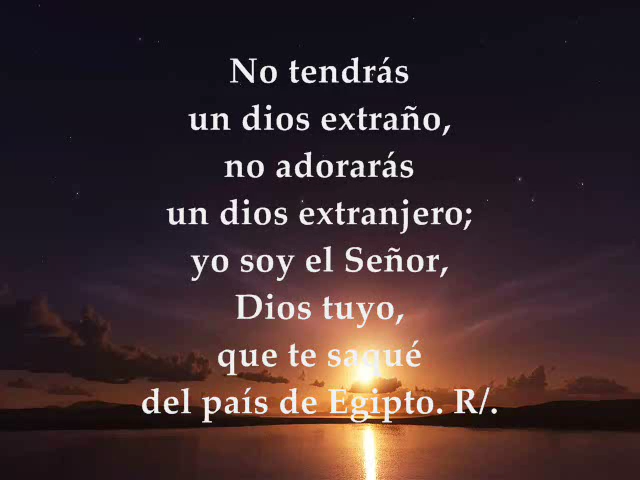 No tendrás
un dios extraño,
no adorarás
un dios extranjero;
yo soy el Señor,
Dios tuyo,
que te saqué
del país de Egipto. R/.